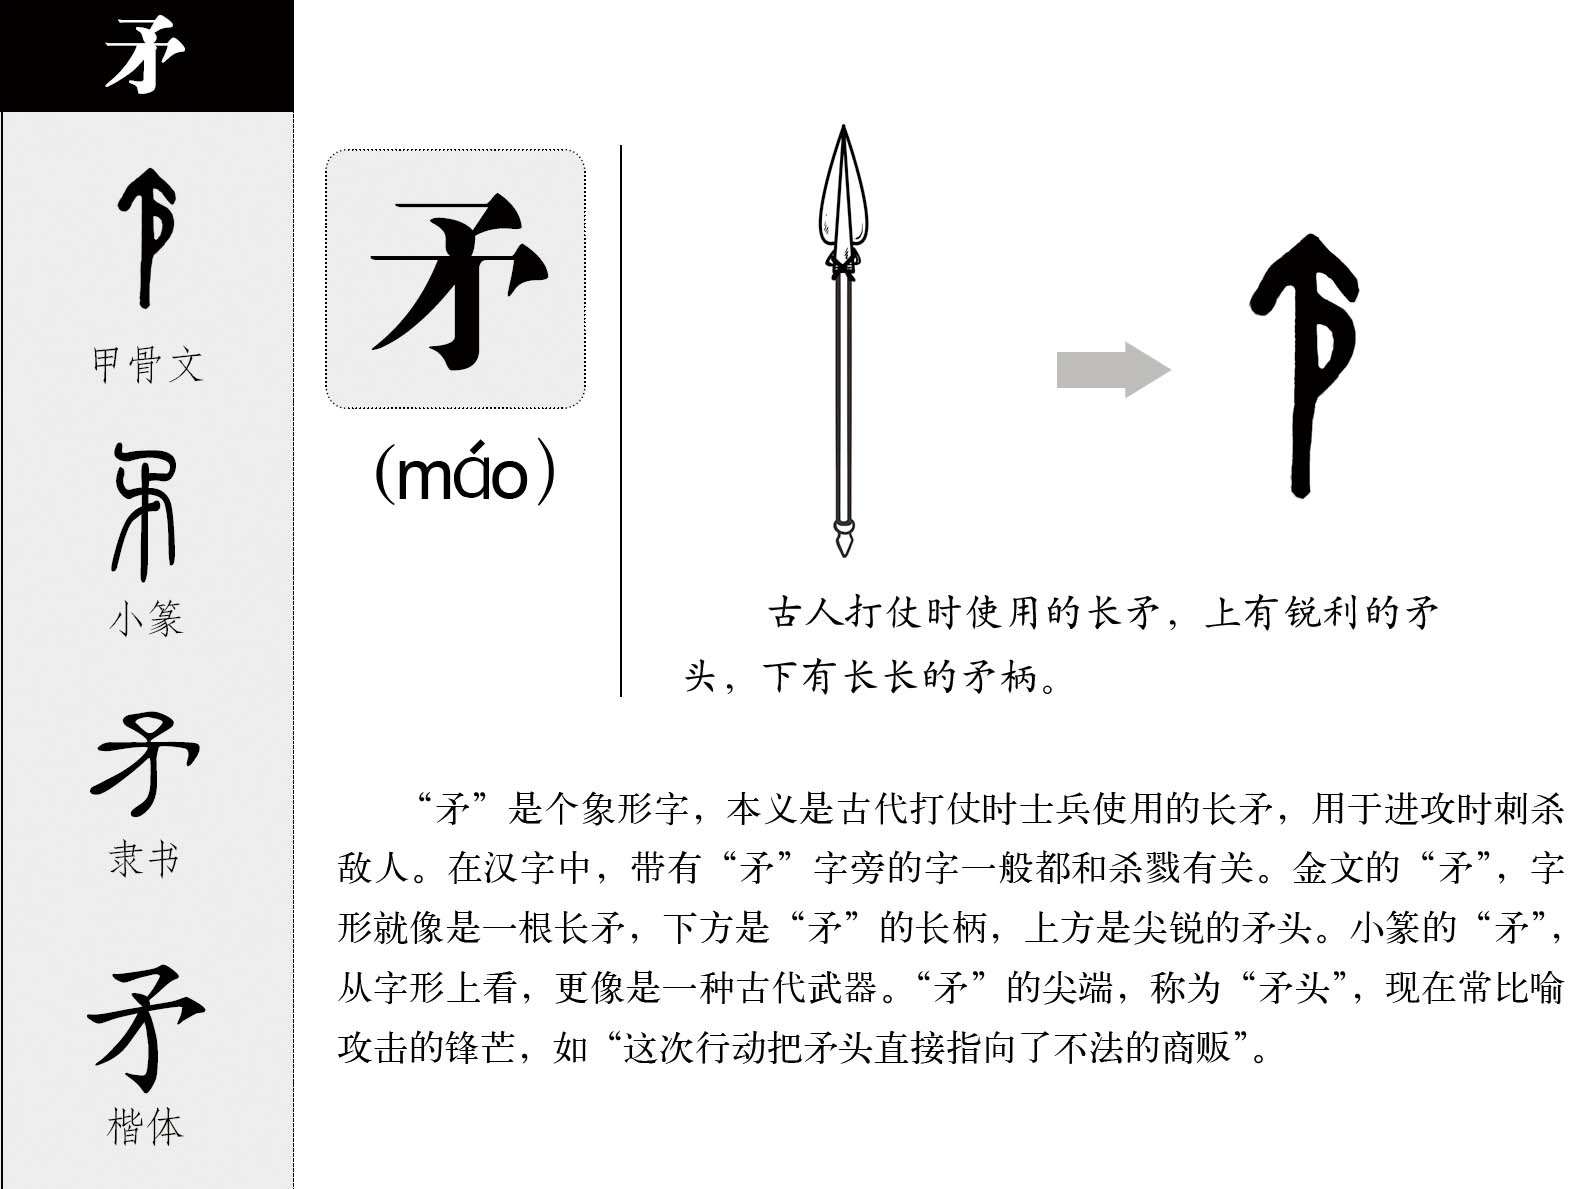 矛
甲骨文
小篆
隶书
楷体
矛
(máo)
古人打仗时使用的长矛，上有锐利的矛
头，下有长长的矛柄。
“矛”是个象形字，本义是古代打仗时士兵使用的长矛，用于进攻时刺杀
敌人。在汉字中，带有“矛”字旁的字一般都和杀戮有关。金文的“矛”，字
形就像是一根长矛，下方是“矛”的长柄，上方是尖锐的矛头。小篆的“矛”，
从字形上看，更像是一种古代武器。“矛”的尖端，称为“矛头”，现在常比喻
攻击的锋芒，如“这次行动把矛头直接指向了不法的商贩”。